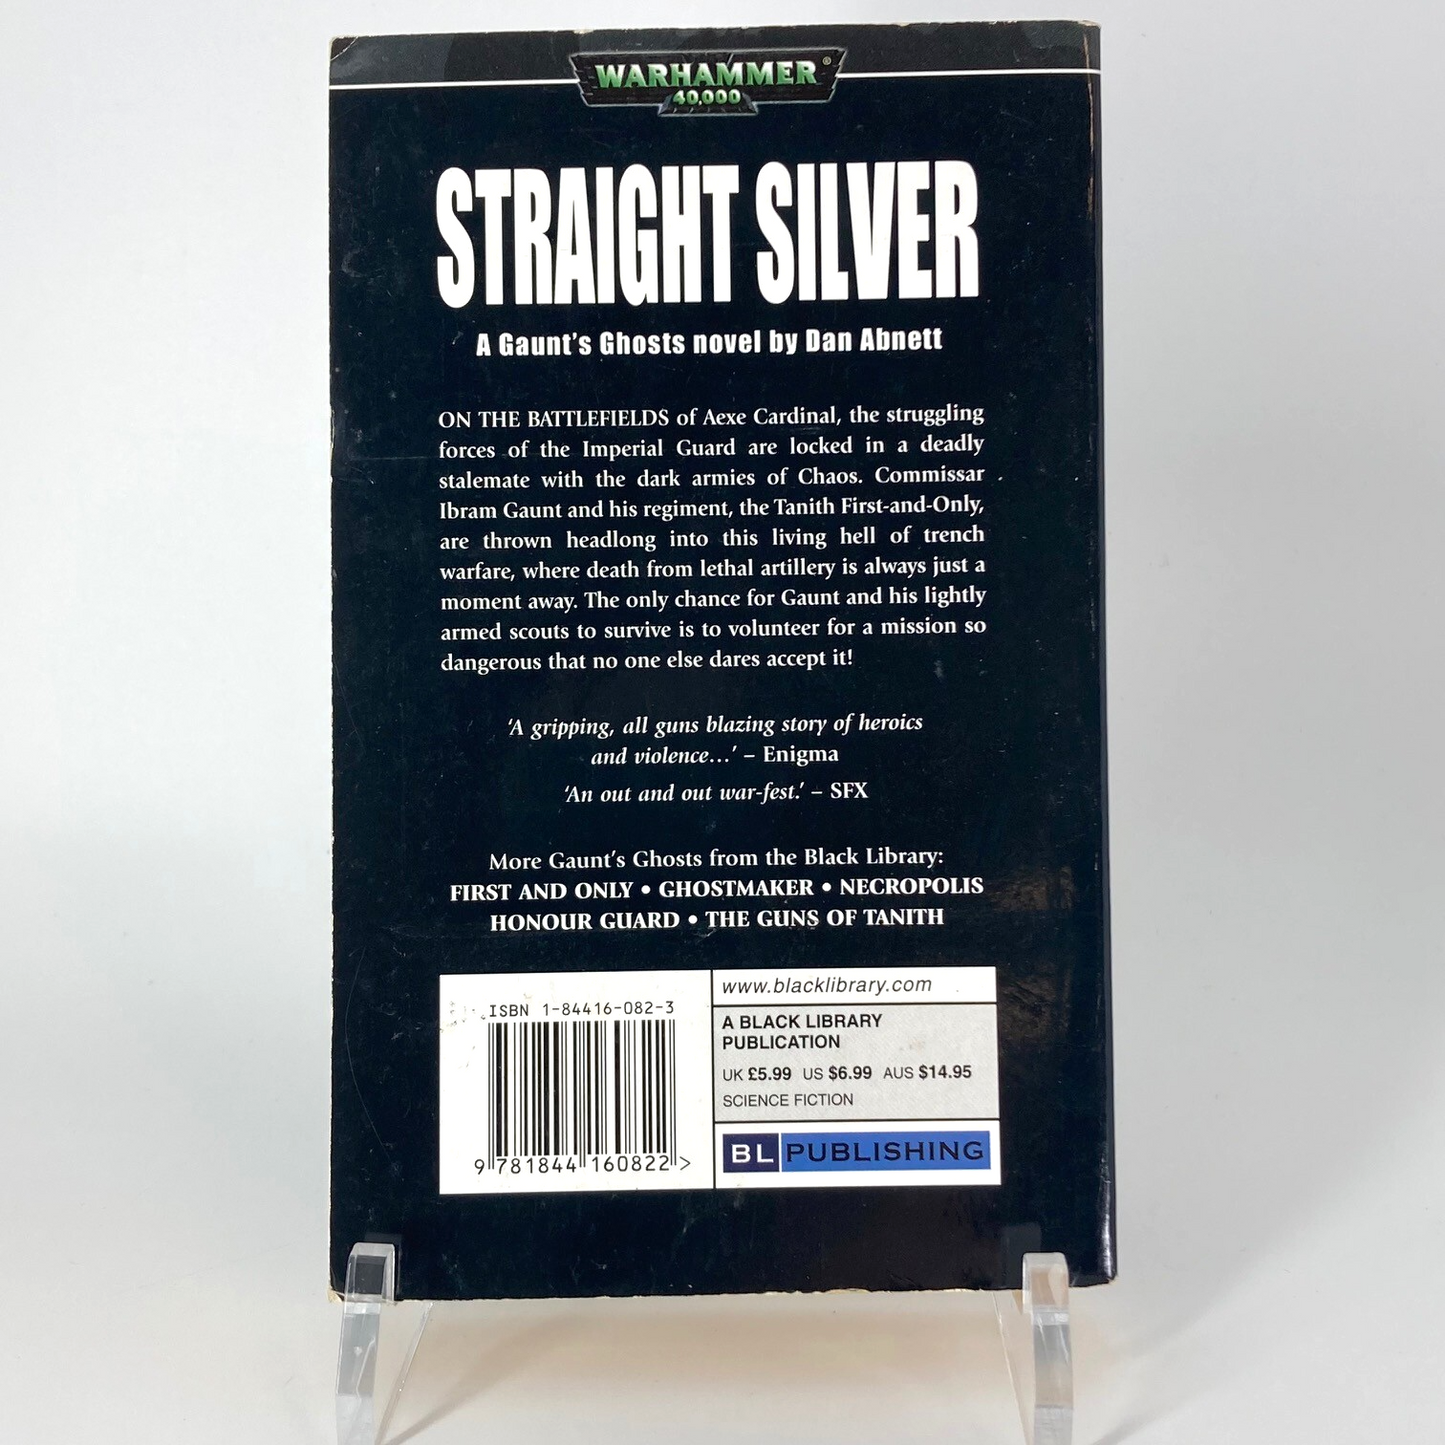 WARHAMMER®
40,000
STRAIGHT SILVER
A Gaunt's Ghosts novel by Dan Abnett
ON THE BATTLEFIELDS of Aexe Cardinal, the struggling
forces of the Imperial Guard are locked in a deadly
stalemate with the dark armies of Chaos. Commissar
Ibram Gaunt and his regiment, the Tanith First-and-Only,
are thrown headlong into this living hell of trench
warfare, where death from lethal artillery is always just a
moment away. The only chance for Gaunt and his lightly
armed scouts to survive is to volunteer for a mission so
dangerous that no one else dares accept it!
‘A gripping, all guns blazing story of heroics
and violence…’ – Enigma
‘An out and out war-fest.’ – SFX
More Gaunt's Ghosts from the Black Library:
FIRST AND ONLY • GHOSTMAKER • NECROPOLIS
HONOUR GUARD • THE GUNS OF TANITH
ISBN 1-84416-082-3
9 781844 160822 >
www.blacklibrary.com
A BLACK LIBRARY
PUBLICATION
UK £5.99 US $6.99 AUS $14.95
SCIENCE FICTION
BL PUBLISHING